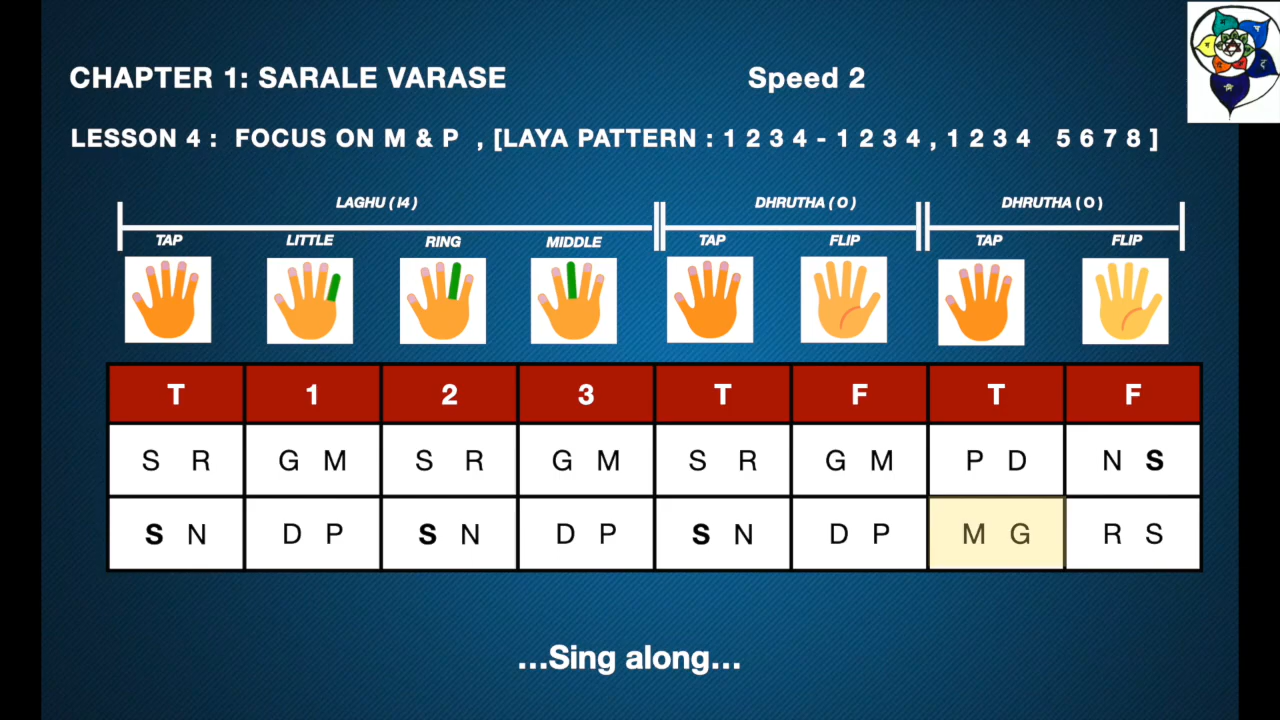 CHAPTER 1: SARALE VARASE Speed 2
LESSON 4 : FOCUS ON M & P , [LAYA PATTERN : 1 2 3 4 - 1 2 3 4 , 1 2 3 4 5 6 7 8 ]
LAGHU ( I4 ) DHRUTHA ( O ) DHRUTHA ( O )
TAP LITTLE RING MIDDLE TAP FLIP TAP FLIP
T 1 2 3 T F T F
S R G M S R G M S R G M P D N S
S N D P S N D P S N D P M G R S
...Sing along...